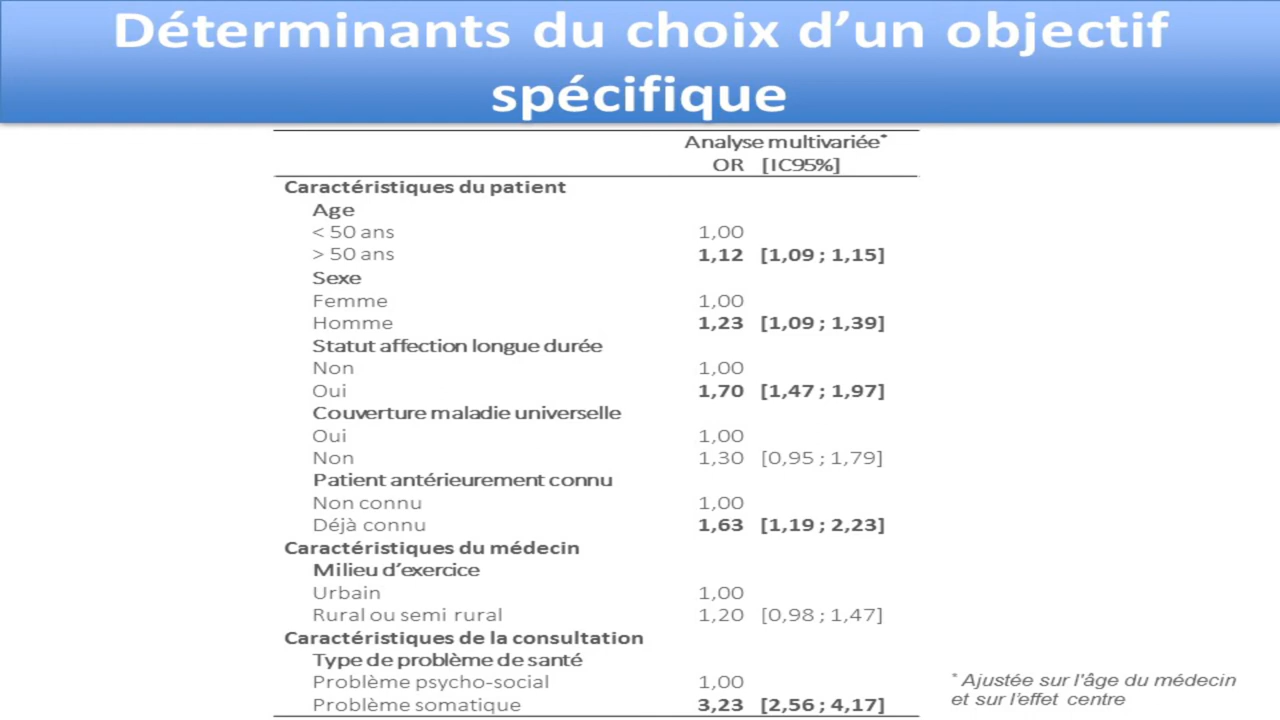 Déterminants du choix d’un objectif
spécifique
Analyse multivariée*
OR [IC95%]
Caractéristiques du patient
Age
< 50 ans 1,00
> 50 ans 1,12 [1,09 ; 1,15]
Sexe
Femme 1,00
Homme 1,23 [1,09 ; 1,39]
Statut affection longue durée
Non 1,00
Oui 1,70 [1,47 ; 1,97]
Couverture maladie universelle
Oui 1,00
Non 1,30 [0,95 ; 1,79]
Patient antérieurement connu
Non connu 1,00
Déjà connu 1,63 [1,19 ; 2,23]
Caractéristiques du médecin
Milieu d’exercice
Urbain 1,00
Rural ou semi rural 1,20 [0,98 ; 1,47]
Caractéristiques de la consultation
Type de problème de santé
Problème psycho-social 1,00
Problème somatique 3,23 [2,56 ; 4,17]
* Ajustée sur l'âge du médecin
et sur l’effet centre